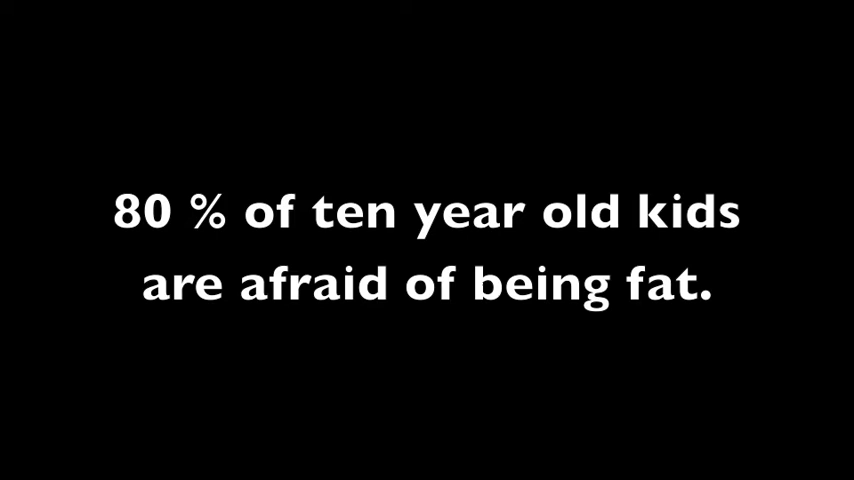 80 % of ten year old kids
are afraid of being fat.